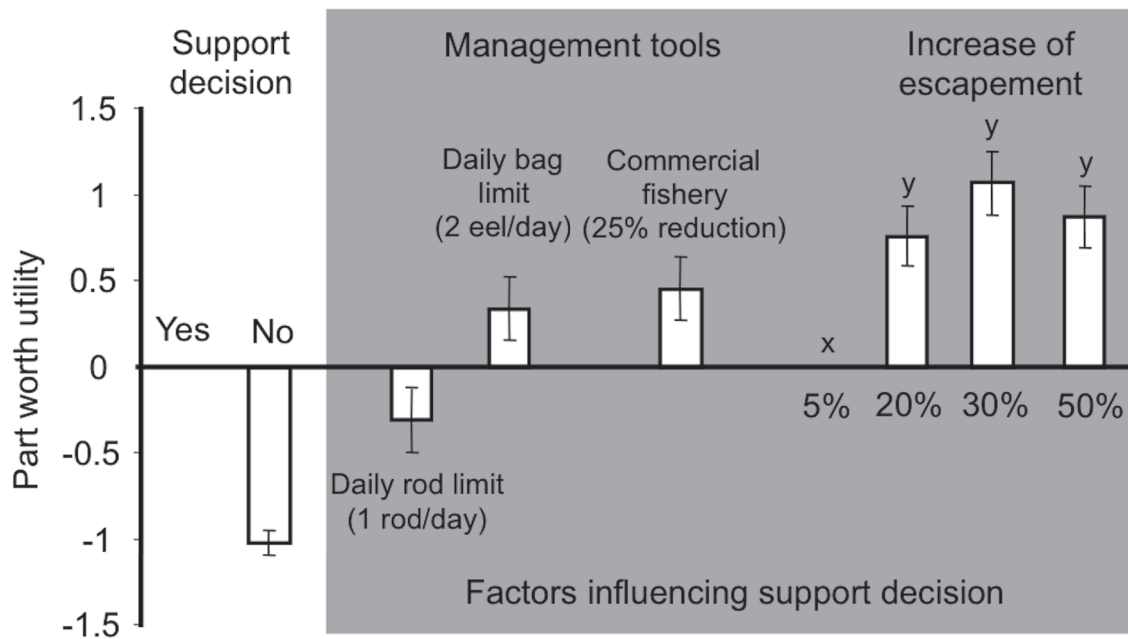 Support
decision
Management tools
Increase of
escapement
1.5
1
0.5
0
-0.5
-1
-1.5
Part worth utility
Yes
No
Daily rod limit
(1 rod/day)
Daily bag
limit
(2 eel/day)
Commercial
fishery
(25% reduction)
x
y
y
y
5%
20%
30%
50%
Factors influencing support decision